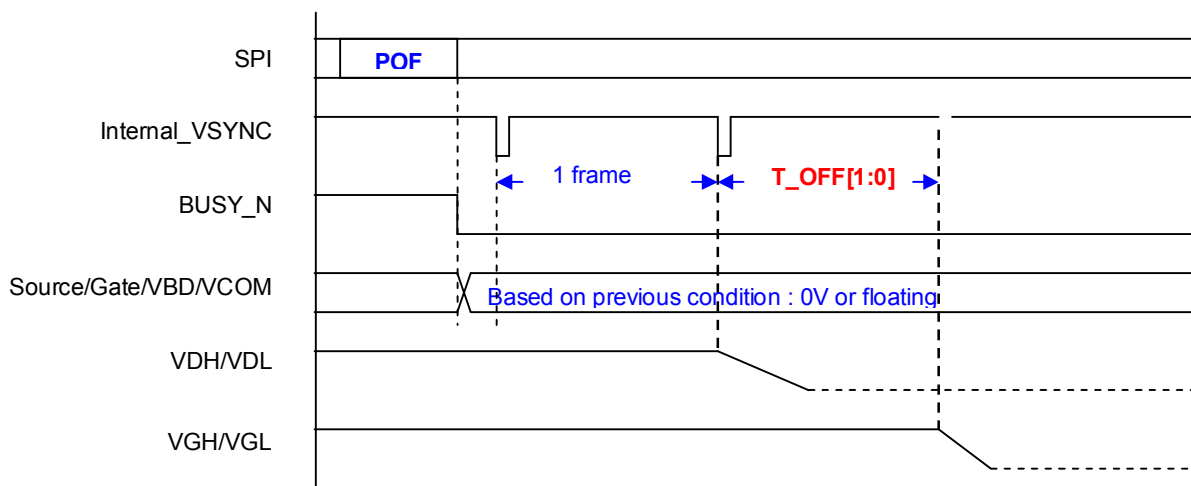 SPI
POF
Internal_VSYNC
1 frame
T_OFF[1:0]
BUSY_N
Source/Gate/VBD/VCOM
Based on previous condition : 0V or floating
VDH/VDL
VGH/VGL